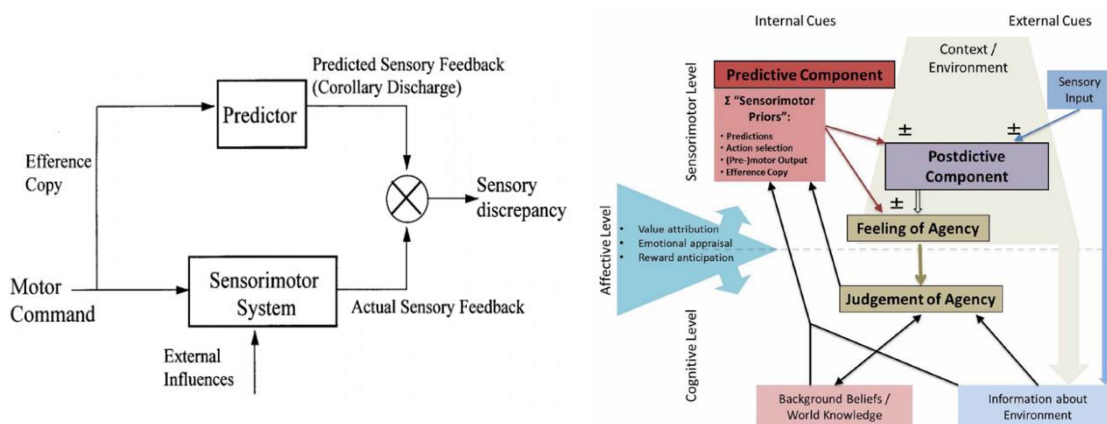 Predicted Sensory Feedback
(Corollary Discharge)
Predictor
Efference
Copy
Sensory
discrepancy
Motor
Command
Sensorimotor
System
Actual Sensory Feedback
External
Influences
Internal Cues
External Cues
Context /
Environment
Sensorimotor Level
Predictive Component
Sensory
Input
Σ "Sensorimotor
Priors":
• Predictions
• Action selection
• (Pre-)motor Output
• Efference Copy
±
±
Postdictive
Component
±
Feeling of Agency
Affective Level
• Value attribution
• Emotional appraisal
• Reward anticipation
Judgement of Agency
Cognitive Level
Background Beliefs /
World Knowledge
Information about
Environment